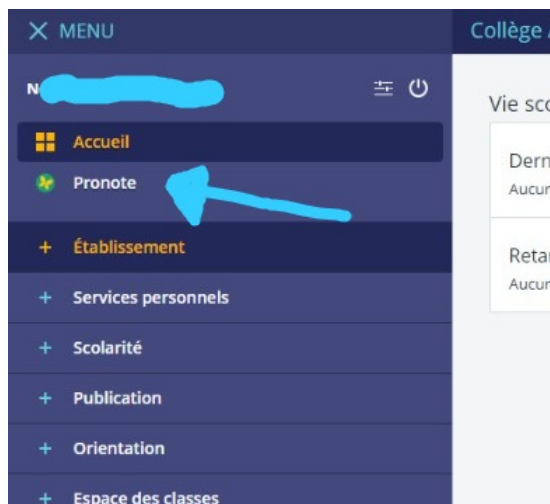 MENU
Collège
N
Vie sco
Accueil
Dern
Aucun
Pronote
Établissement
Retar
Aucun
Services personnels
Scolarité
Publication
Orientation
Espace des classes